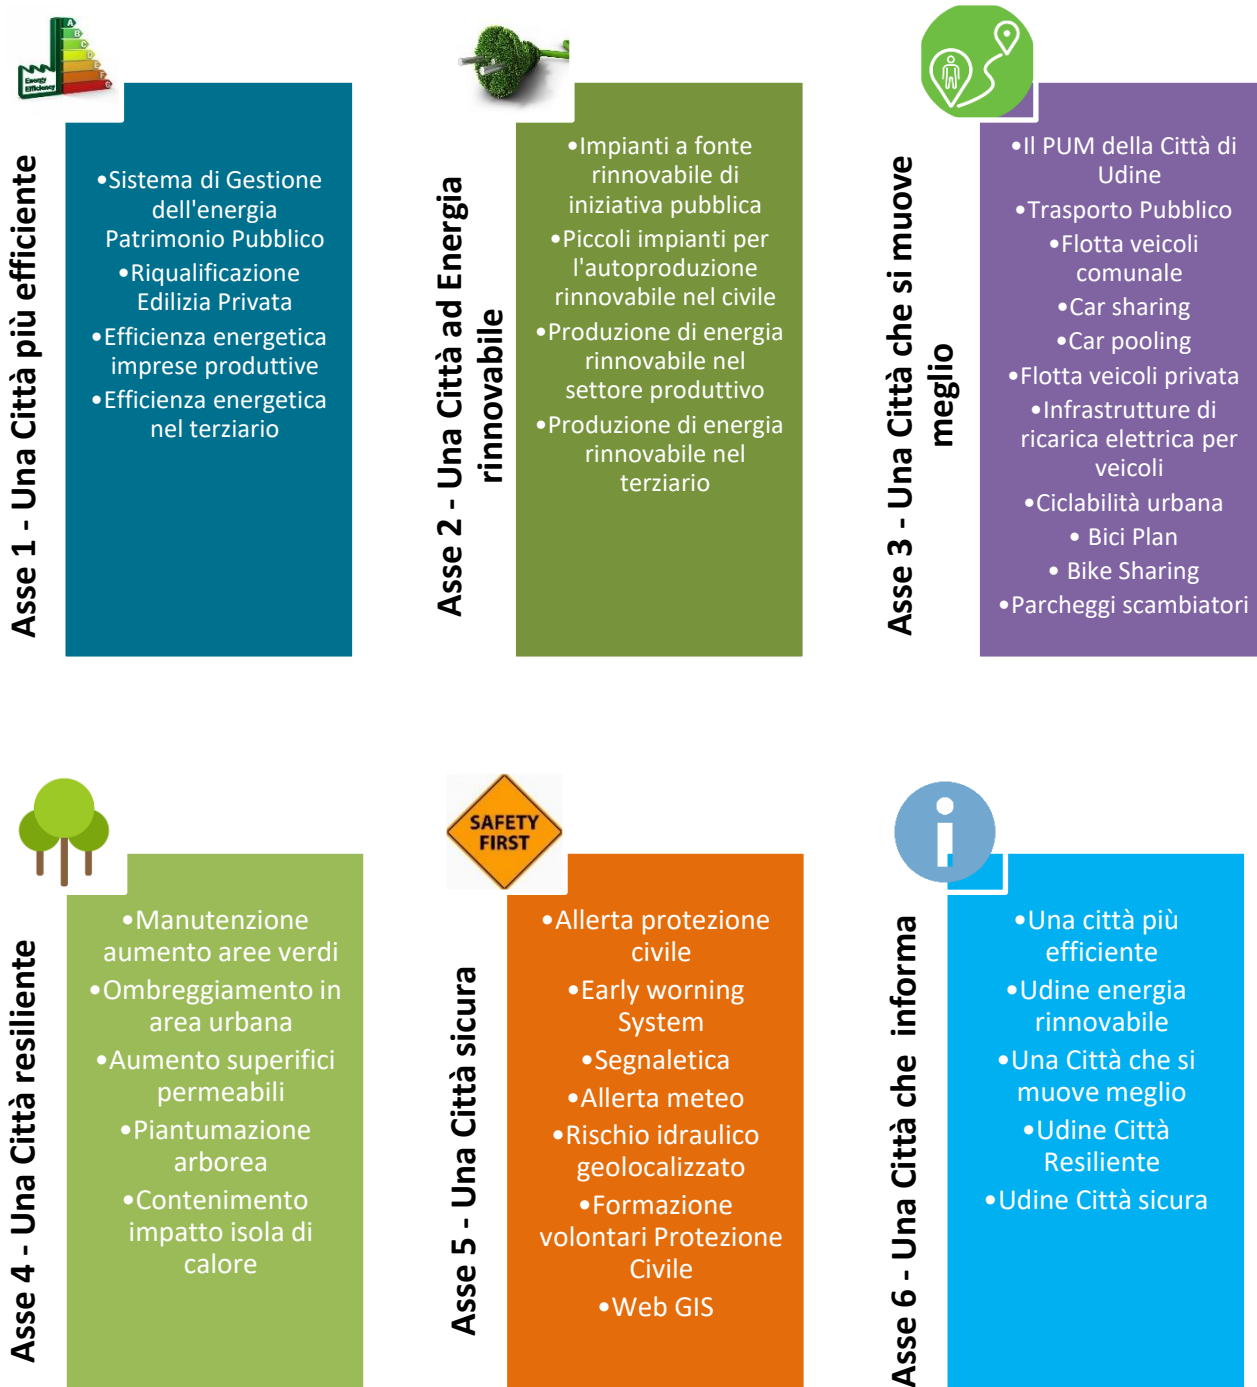 A
B
C
D
E
F
G
Energy
Efficiency
Asse 1 - Una Città più efficiente
•Sistema di Gestione
dell'energia
Patrimonio Pubblico
•Riqualificazione
Edilizia Privata
•Efficienza energetica
imprese produttive
•Efficienza energetica
nel terziario
Asse 2 - Una Città ad Energia
rinnovabile
•Impianti a fonte
rinnovabile di
iniziativa pubblica
•Piccoli impianti per
l'autoproduzione
rinnovabile nel civile
•Produzione di energia
rinnovabile nel
settore produttivo
•Produzione di energia
rinnovabile nel
terziario
Asse 3 - Una Città che si muove
meglio
•Il PUM della Città di
Udine
•Trasporto Pubblico
•Flotta veicoli
comunale
•Car sharing
•Car pooling
•Flotta veicoli privata
•Infrastrutture di
ricarica elettrica per
veicoli
•Ciclabilità urbana
• Bici Plan
• Bike Sharing
•Parcheggi scambiatori
Asse 4 - Una Città resiliente
•Manutenzione
aumento aree verdi
•Ombreggiamento in
area urbana
•Aumento superifici
permeabili
•Piantumazione
arborea
•Contenimento
impatto isola di
calore
SAFETY
FIRST
Asse 5 - Una Città sicura
•Allerta protezione
civile
•Early worning
System
•Segnaletica
•Allerta meteo
•Rischio idraulico
geolocalizzato
•Formazione
volontari Protezione
Civile
•Web GIS
i
Asse 6 - Una Città che informa
•Una città più
efficiente
•Udine energia
rinnovabile
•Una Città che si
muove meglio
•Udine Città
Resiliente
•Udine Città sicura